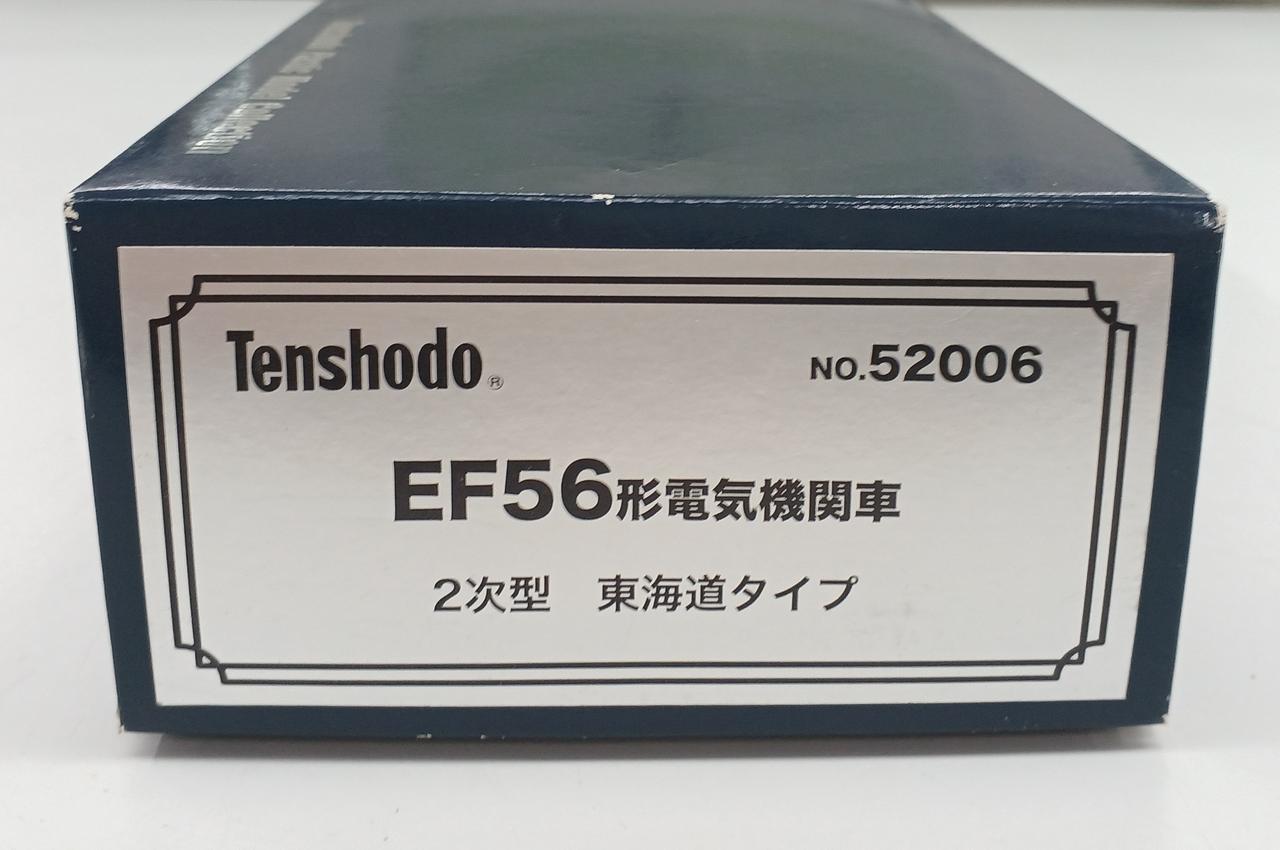 Collection
Tenshodo®
NO.52006
EF56形電気機関車
2次型 東海道タイプ